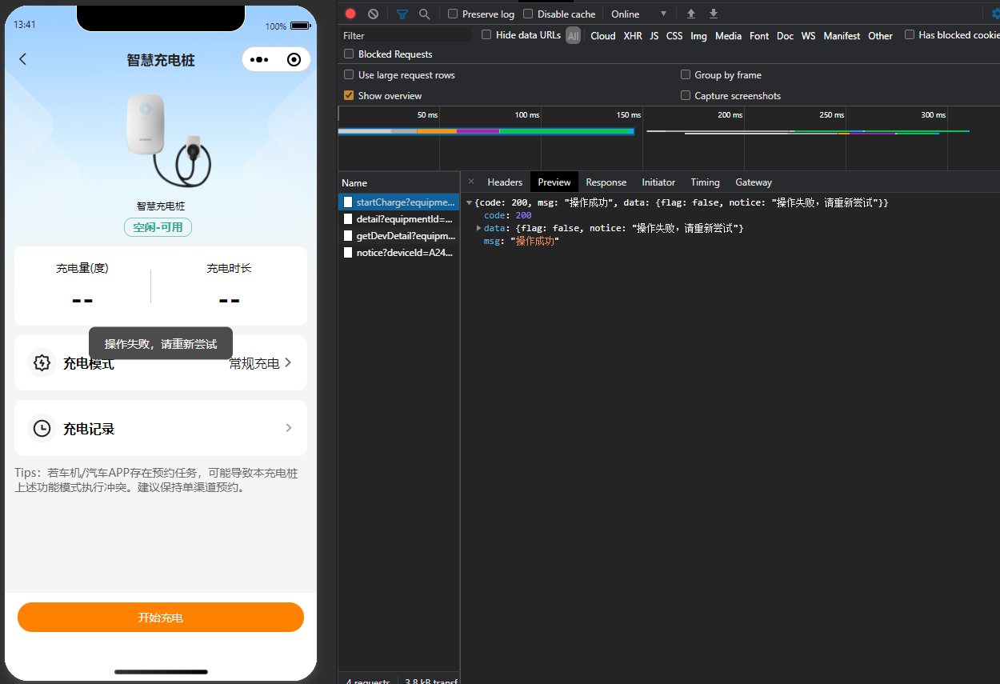 13:41
100%
智慧充电桩
智慧充电桩
空闲-可用
充电量(度)
充电时长
--
--
操作失败，请重新尝试
充电模式
常规充电
充电记录
Tips：若车机/汽车APP存在预约任务，可能导致本充电桩
上述功能模式执行冲突。建议保持单渠道预约。
开始充电
Preserve log
Disable cache
Online
Filter
Hide data URLs
All
Cloud XHR JS CSS Img Media Font Doc WS Manifest Other
Has blocked cookie
Blocked Requests
Use large request rows
Group by frame
Show overview
Capture screenshots
50 ms
100 ms
150 ms
200 ms
250 ms
300 ms
Name
× Headers Preview Response Initiator Timing Gateway
startCharge?equipme...
detail?equipmentId=...
getDevDetail?equipm...
notice?deviceId=A24...
{code: 200, msg: "操作成功", data: {flag: false, notice: "操作失败，请重新尝试"}}
code: 200
data: {flag: false, notice: "操作失败，请重新尝试"}
msg: "操作成功"
4 requests
3.8 kB transf